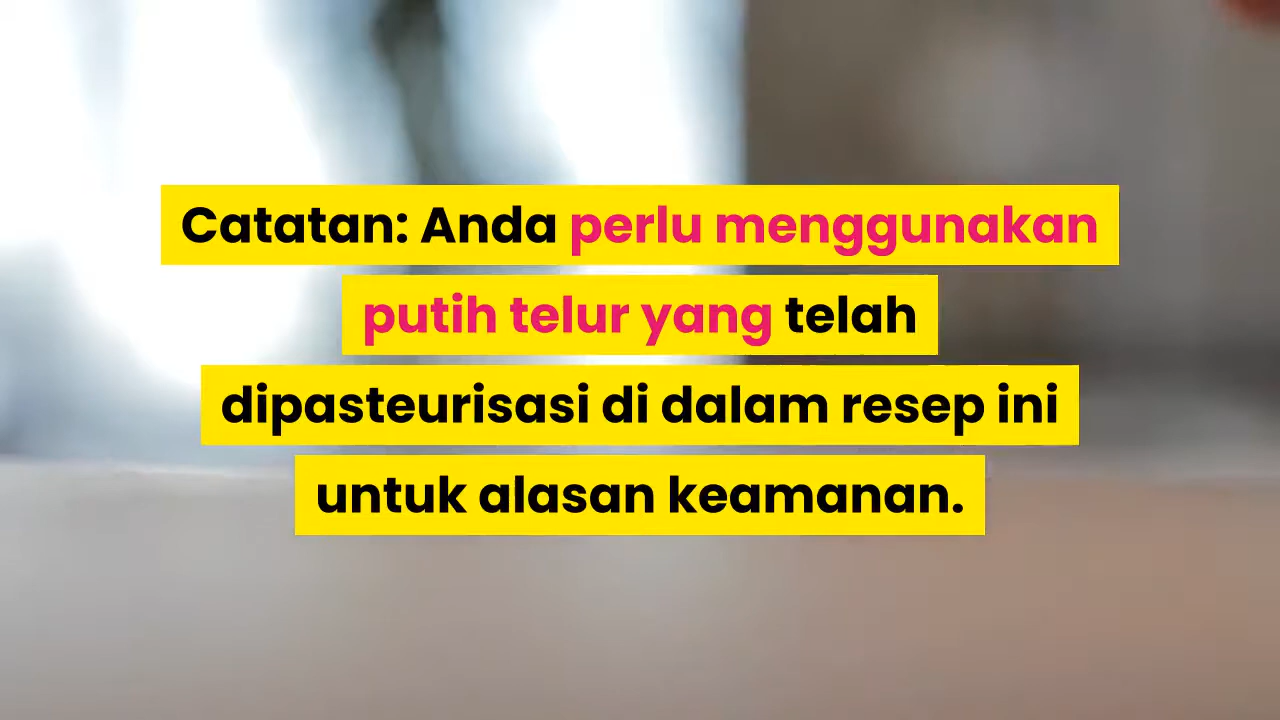 Catatan: Anda perlu menggunakan
putih telur yang telah
dipasteurisasi di dalam resep ini
untuk alasan keamanan.